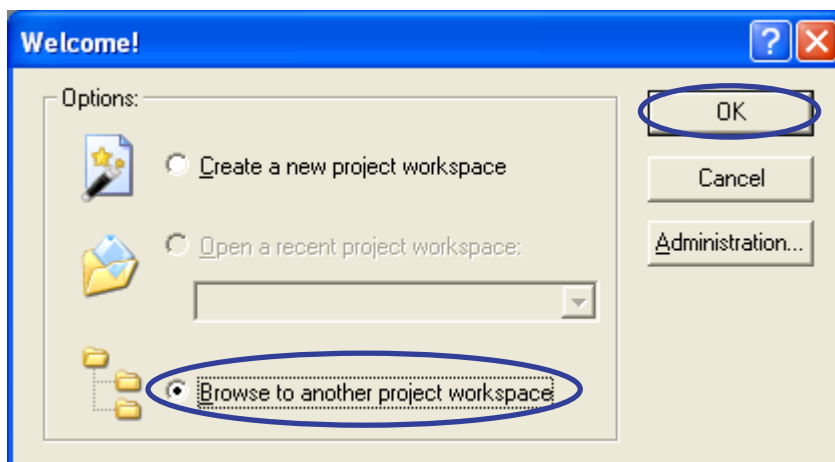 Welcome!
Options:
OK
Create a new project workspace
Cancel
Open a recent project workspace:
Administration...
Browse to another project workspace